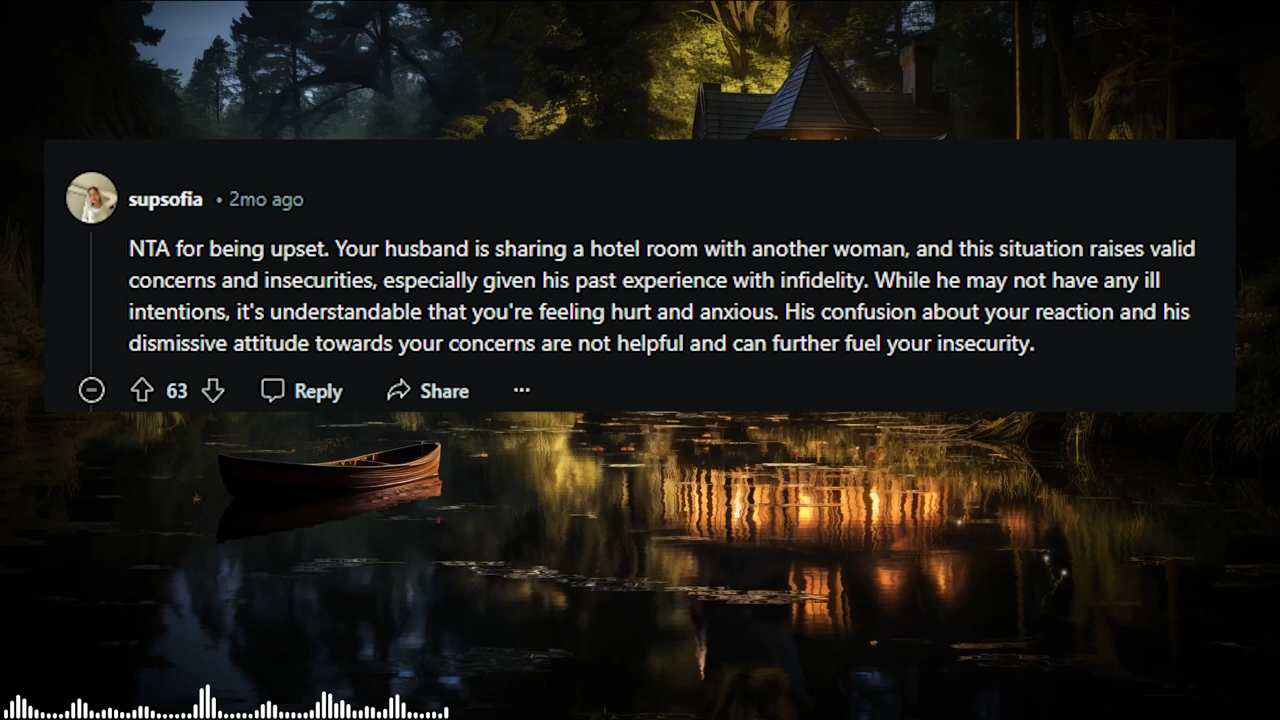 supsofia • 2mo ago
NTA for being upset. Your husband is sharing a hotel room with another woman, and this situation raises valid
concerns and insecurities, especially given his past experience with infidelity. While he may not have any ill
intentions, it's understandable that you're feeling hurt and anxious. His confusion about your reaction and his
dismissive attitude towards your concerns are not helpful and can further fuel your insecurity.
63 Reply Share ...